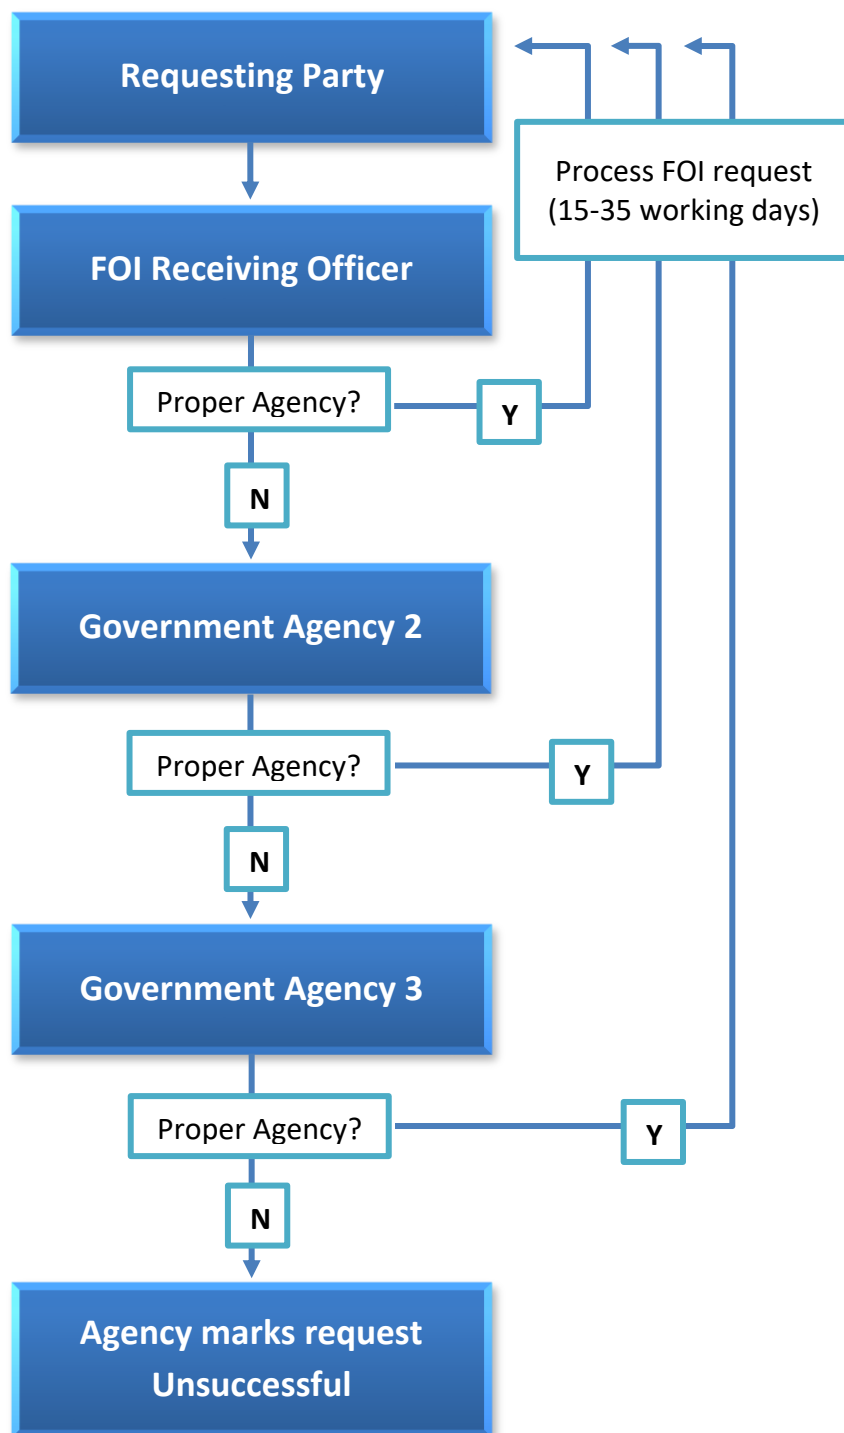 Requesting Party
Process FOI request
(15-35 working days)
FOI Receiving Officer
Proper Agency?
Y
N
Government Agency 2
Proper Agency?
Y
N
Government Agency 3
Proper Agency?
Y
N
Agency marks request
Unsuccessful